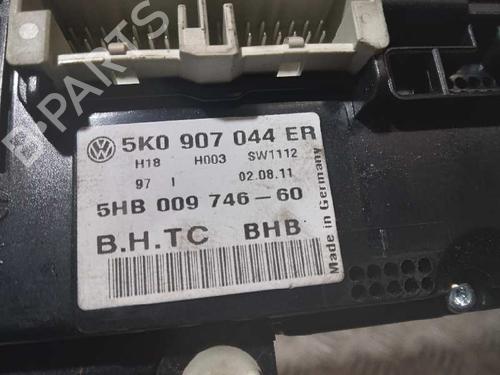 5K0 907 044 ER
H18 H003 SW1112
97 I 02.08.11
5HB 009 746-60
B.H.TC BHB
Made in Germany